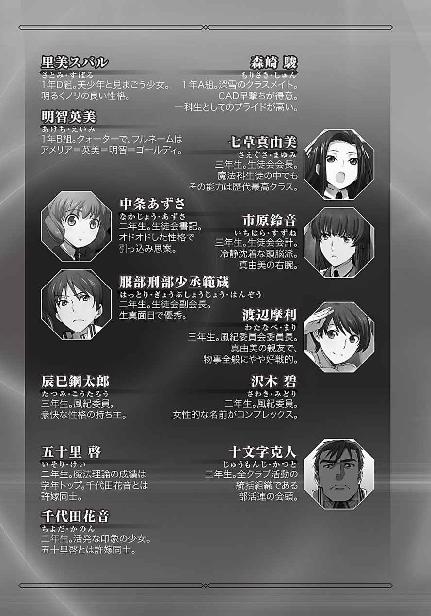 里美スバル
さとみ・すばる
1年D組。美少年と見まごう少女。
明るくノリの良い性格。
明智英美
あけち・えいみ
1年B組。クォーターで、フルネームは
アメリア=英美=明智=ゴールディ。
中条あずさ
なかじょう・あずさ
二年生。生徒会書記。
オドオドした性格で
引っ込み思案。
服部刑部少丞範蔵
はっとり・ぎょうぶしょうじょう・はんぞう
二年生。生徒会副会長。
生真面目で優秀。
辰巳鋼太郎
たつみ・こうたろう
三年生。風紀委員。
豪快な性格の持ち主。
五十里 啓
いそり・けい
二年生。魔法理論の成績は
学年トップ。千代田花音とは
許嫁同士。
千代田花音
ちよだ・かのん
二年生。活発な印象の少女。
五十里啓とは許嫁同士。
森崎 駿
もりさき・しゅん
1年A組。深雪のクラスメイト。
CAD早撃ちが得意。
一科生としてのプライドが高い。
七草真由美
さえぐさ・まゆみ
三年生。生徒会会長。
魔法科生徒の中でも
その能力は歴代最高クラス。
市原鈴音
いちはら・すずね
三年生。生徒会会計。
冷静沈着な頭脳派。
真由美の右腕。
渡辺摩利
わたなべ・まり
三年生。風紀委員会委員長。
真由美の親友で、
物事全般にやや好戦的。
沢木 碧
さわき・みどり
二年生。風紀委員。
女性的な名前がコンプレックス。
十文字克人
じゅうもんじ・かつと
三年生。全クラブ活動の
統括組織である
部活連の会頭。